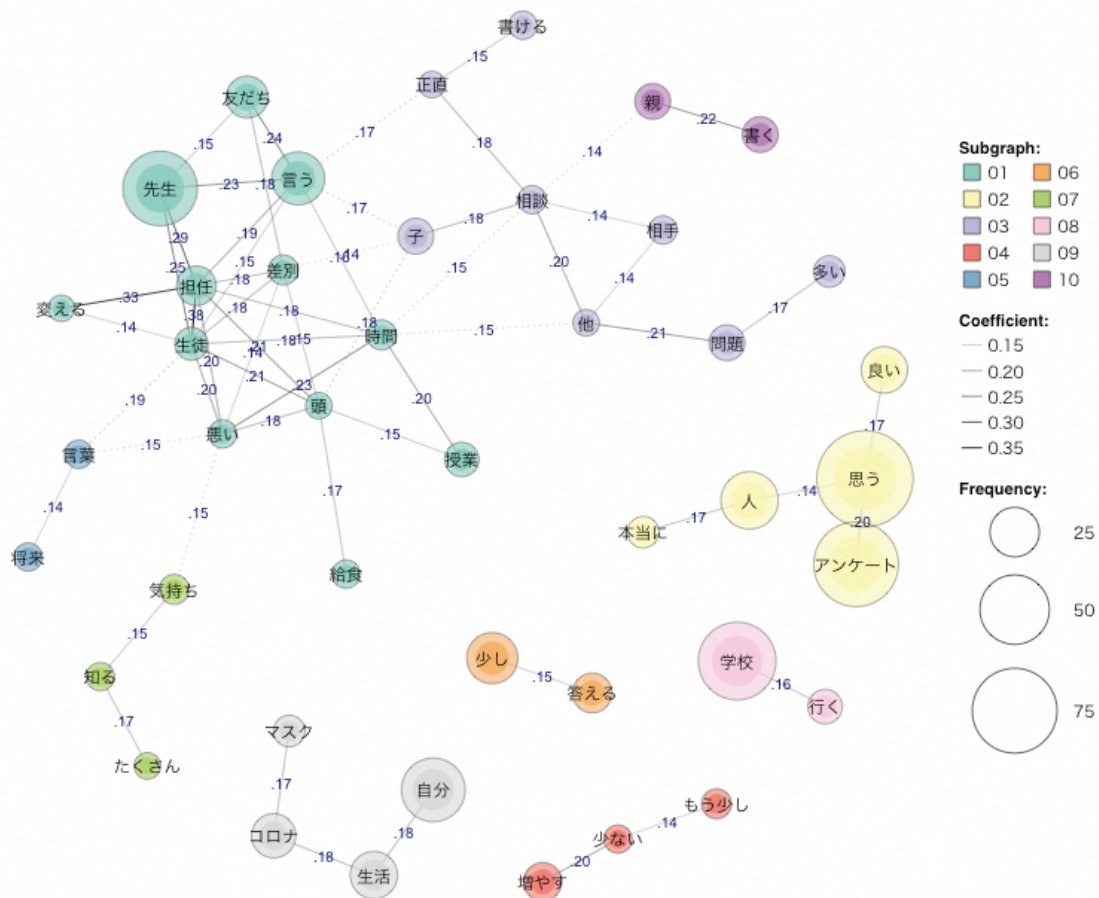 書ける
.15
正直
友だち
親
.22
書く
.17
.24
.15
.18
.14
先生
.23
.18
言う
相談
.17
.14
相手
子
.18
.29
.19
.25
.15
.16
.14
差別
.15
.20
.14
多い
担任
.18
変える
.33
.14
.38
.18
.18
.17
生徒
.18
時間
.15
他
.21
問題
.18
.15
.21
.14
.20
.21
.20
.23
.20
良い
.19
頭
.18
悪い
.15
.17
言葉
.15
授業
思う
.14
.17
.14
人
.15
.17
本当に
.20
将来
給食
アンケート
気持ち
.15
少し
学校
知る
.15
答える
.16
行く
.17
マスク
たくさん
.17
自分
もう少し
コロナ
.18
.14
少ない
.18
.20
生活
増やす
Subgraph:
01 06
02 07
03 08
04 09
05 10
Coefficient:
0.15
0.20
0.25
0.30
0.35
Frequency:
25
50
75